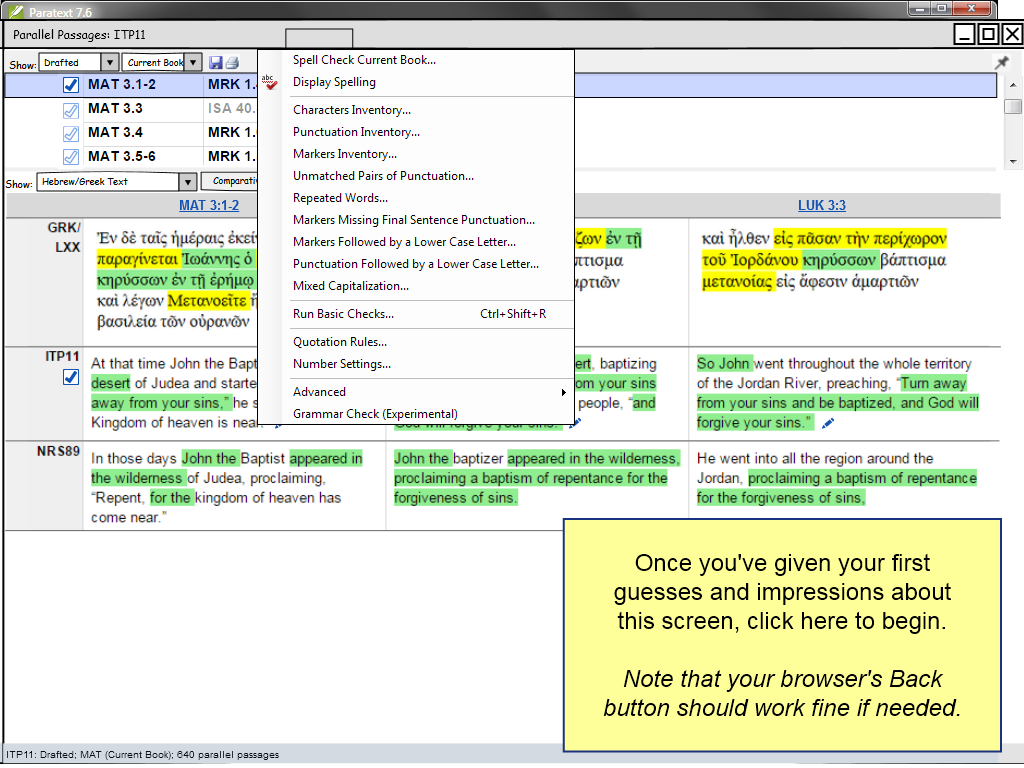 Paratext 7.6
Parallel Passages: ITP11
Show: Drafted Current Book
MAT 3.1-2 MRK 1.
MAT 3.3 ISA 40.
MAT 3.4 MRK 1.
MAT 3.5-6 MRK 1.
Spell Check Current Book...
abc Display Spelling
Characters Inventory...
Punctuation Inventory...
Markers Inventory...
Unmatched Pairs of Punctuation...
Repeated Words...
Markers Missing Final Sentence Punctuation...
Markers Followed by a Lower Case Letter...
Punctuation Followed by a Lower Case Letter...
Mixed Capitalization...
Run Basic Checks... Ctrl+Shift+R
Quotation Rules...
Number Settings...
Advanced
Grammar Check (Experimental)
Show: Hebrew/Greek Text Comparati
MAT 3:1-2 LUK 3:3
GRK/
LXX
Ἐν δὲ ταῖς ἡμέραις ἐκεί
παραγίνεται Ἰωάννης ὁ
κηρύσσων ἐν τῇ ἐρήμῳ
καὶ λέγων Μετανοεῖτε
βασιλεία τῶν οὐρανῶν
ζων ἐν τῇ
πτισμα
αρτιῶν
καὶ ἦλθεν εἰς πᾶσαν τὴν περίχωρον
τοῦ Ἰορδάνου κηρύσσων βάπτισμα
μετανοίας εἰς ἄφεσιν ἁμαρτιῶν
ITP11
At that time John the Bapt
desert of Judea and starte
away from your sins,” he s
Kingdom of heaven is near.
ert, baptizing
om your sins
people, “and
God will forgive your sins.”
So John went throughout the whole territory
of the Jordan River, preaching, “Turn away
from your sins and be baptized, and God will
forgive your sins.”
NRS89
In those days John the Baptist appeared in
the wilderness of Judea, proclaiming,
“Repent, for the kingdom of heaven has
come near.”
John the baptizer appeared in the wilderness,
proclaiming a baptism of repentance for the
forgiveness of sins.
He went into all the region around the
Jordan, proclaiming a baptism of repentance
for the forgiveness of sins,
Once you've given your first
guesses and impressions about
this screen, click here to begin.
Note that your browser's Back
button should work fine if needed.
ITP11: Drafted; MAT (Current Book); 640 parallel passages